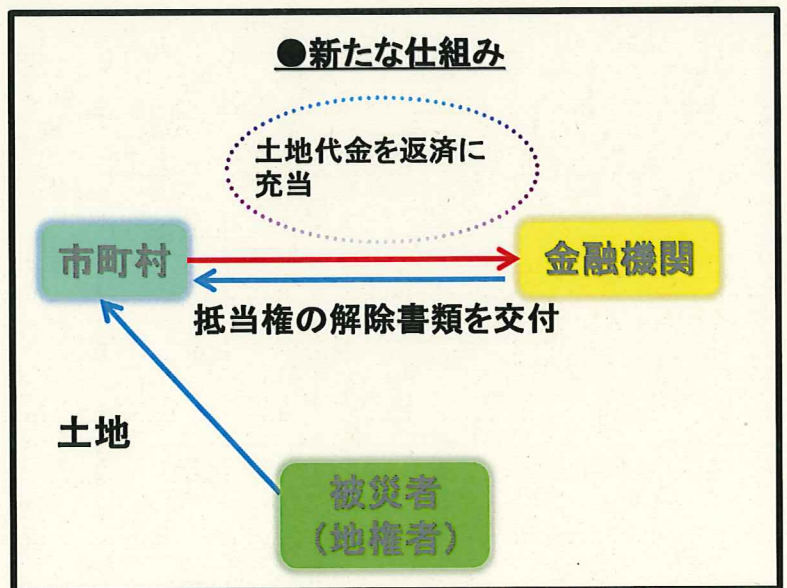 ●新たな仕組み
土地代金を返済に
充当
市町村
金融機関
抵当権の解除書類を交付
土地
被災者
(地権者)